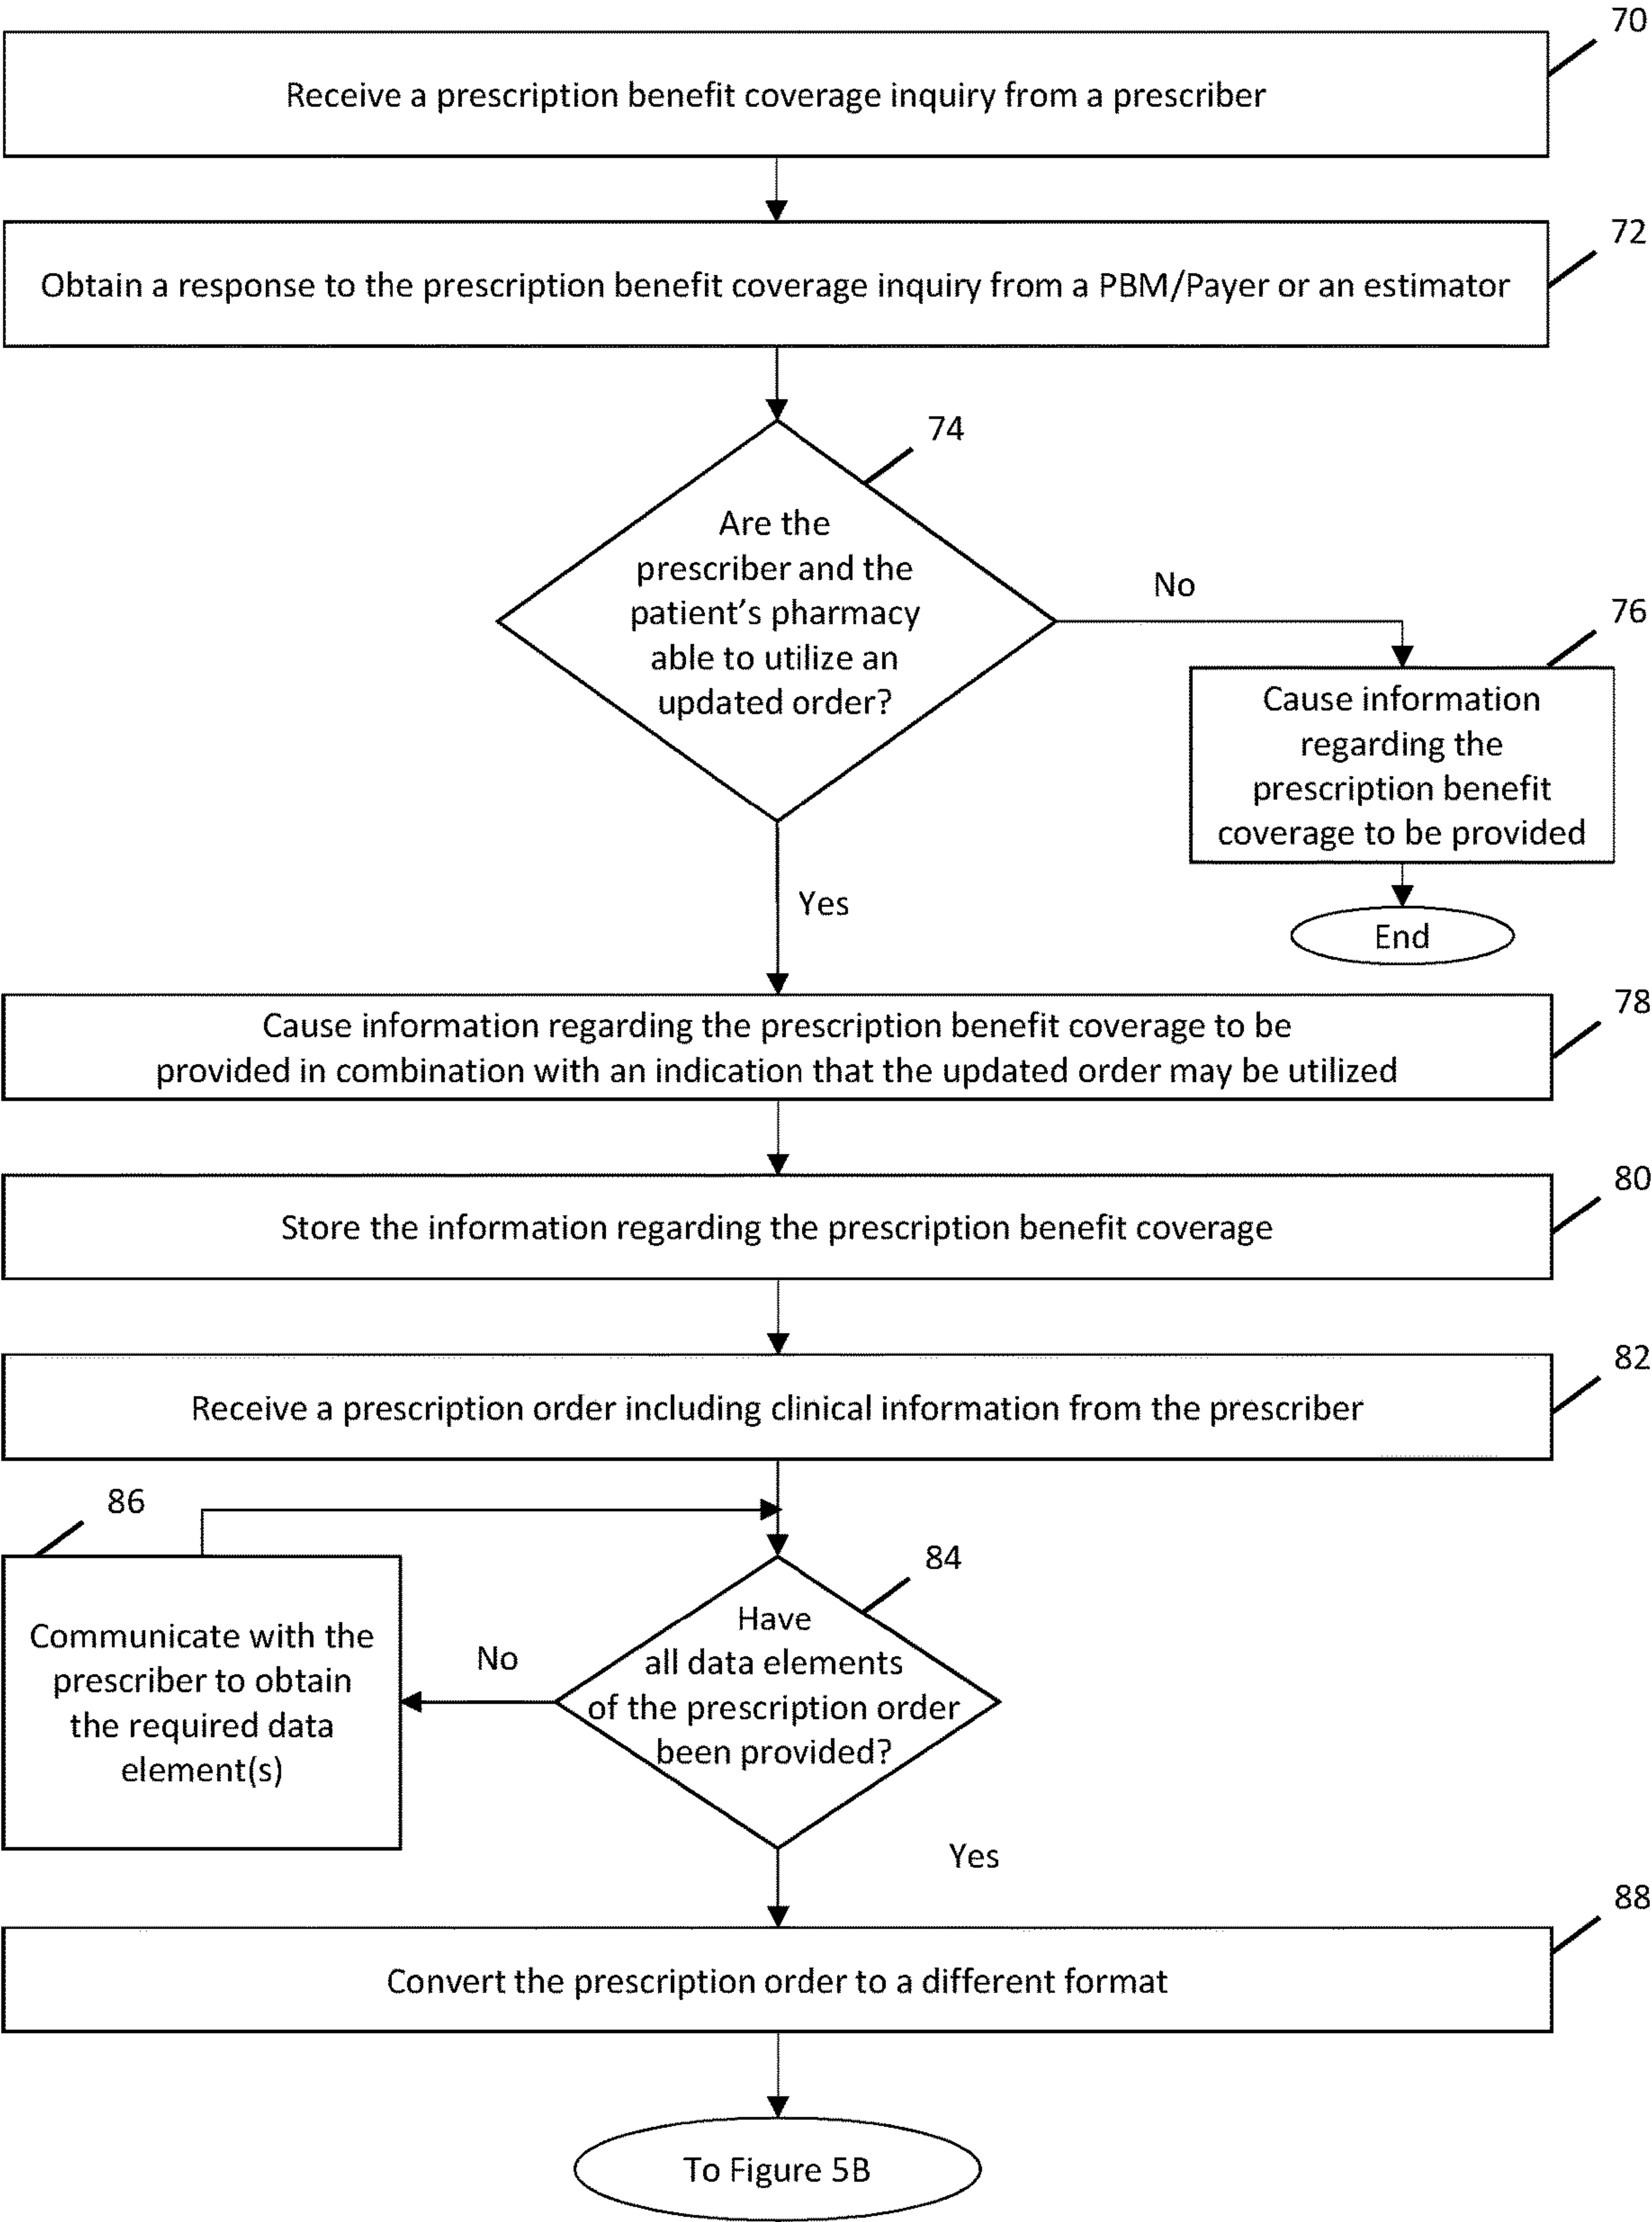 70
Receive a prescription benefit coverage inquiry from a prescriber
72
Obtain a response to the prescription benefit coverage inquiry from a PBM/Payer or an estimator
74
Are the
prescriber and the
patient's pharmacy
able to utilize an
updated order?
No
76
Cause information
regarding the
prescription benefit
coverage to be provided
End
Yes
78
Cause information regarding the prescription benefit coverage to be
provided in combination with an indication that the updated order may be utilized
80
Store the information regarding the prescription benefit coverage
82
Receive a prescription order including clinical information from the prescriber
86
Communicate with the
prescriber to obtain
the required data
element(s)
No
84
Have
all data elements
of the prescription order
been provided?
Yes
88
Convert the prescription order to a different format
To Figure 5B